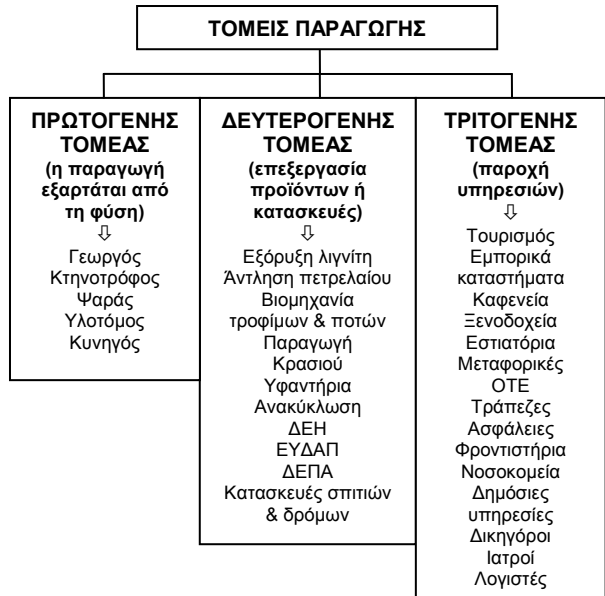 ΤΟΜΕΙΣ ΠΑΡΑΓΩΓΗΣ
ΠΡΩΤΟΓΕΝΗΣ
ΤΟΜΕΑΣ
(η παραγωγή
εξαρτάται από
τη φύση)
⇩
Γεωργός
Κτηνοτρόφος
Ψαράς
Υλοτόμος
Κυνηγός
ΔΕΥΤΕΡΟΓΕΝΗΣ
ΤΟΜΕΑΣ
(επεξεργασία
προϊόντων ή
κατασκευές)
⇩
Εξόρυξη λιγνίτη
Άντληση πετρελαίου
Βιομηχανία
τροφίμων & ποτών
Παραγωγή
Κρασιού
Υφαντήρια
Ανακύκλωση
ΔΕΗ
ΕΥΔΑΠ
ΔΕΠΑ
Κατασκευές σπιτιών
& δρόμων
ΤΡΙΤΟΓΕΝΗΣ
ΤΟΜΕΑΣ
(παροχή
υπηρεσιών)
⇩
Τουρισμός
Εμπορικά
καταστήματα
Καφενεία
Ξενοδοχεία
Εστιατόρια
Μεταφορικές
ΟΤΕ
Τράπεζες
Ασφάλειες
Φροντιστήρια
Νοσοκομεία
Δημόσιες
υπηρεσίες
Δικηγόροι
Ιατροί
Λογιστές